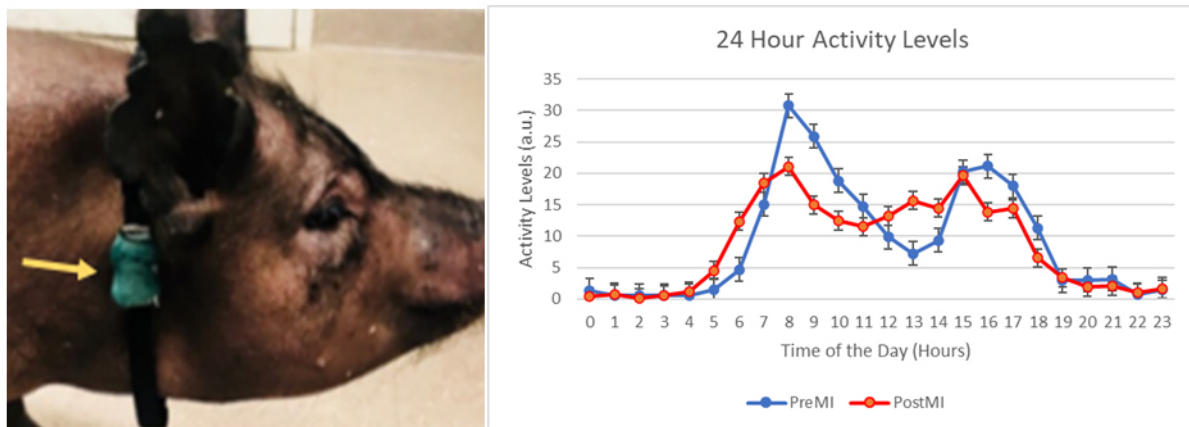 24 Hour Activity Levels
35
30
25
20
15
10
5
0
Activity Levels (a.u.)
0 1 2 3 4 5 6 7 8 9 10 11 12 13 14 15 16 17 18 19 20 21 22 23
Time of the Day (Hours)
PreMI PostMI